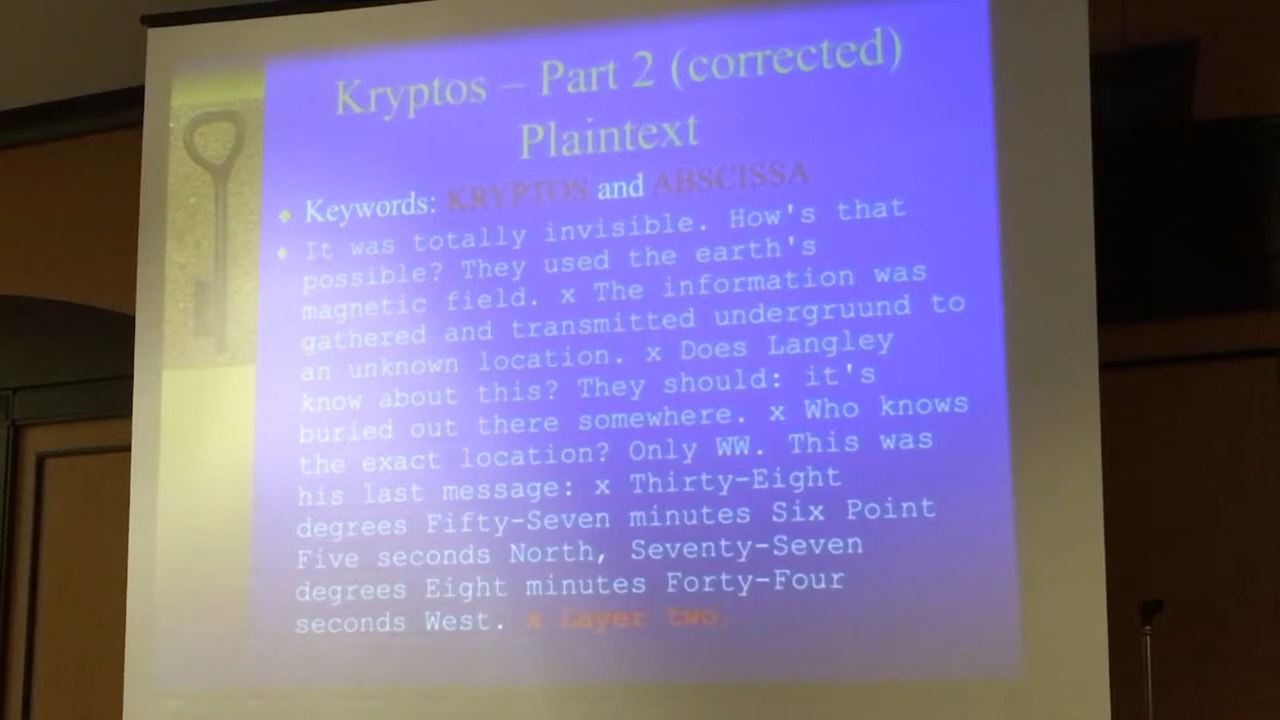 Kryptos – Part 2 (corrected)
Plaintext
Keywords: KRYPTOS and ABSCISSA
It was totally invisible. How's that
possible? They used the earth's
magnetic field. x The information was
gathered and transmitted undergruund to
an unknown location. x Does Langley
know about this? They should: it's
buried out there somewhere. x Who knows
the exact location? Only WW. This was
his last message: x Thirty-Eight
degrees Fifty-Seven minutes Six Point
Five seconds North, Seventy-Seven
degrees Eight minutes Forty-Four
seconds West. x Layer two